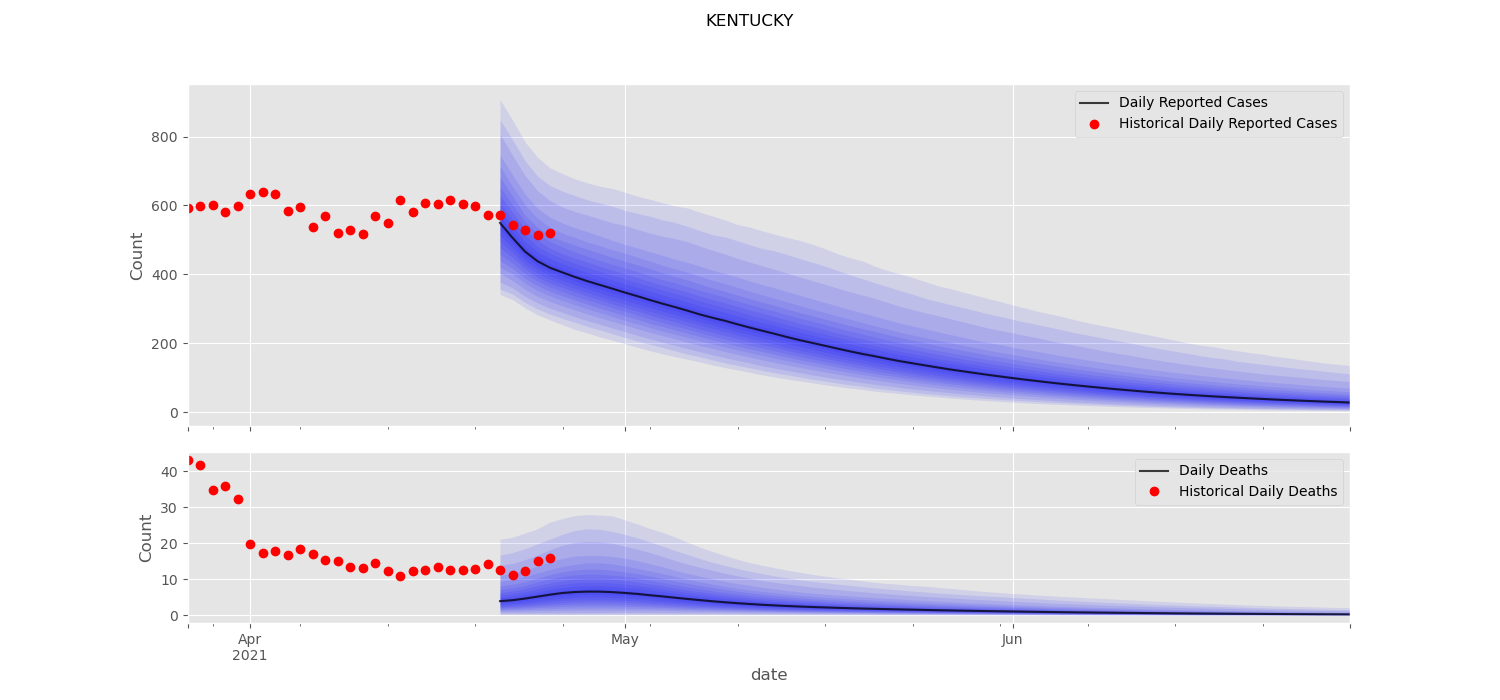 KENTUCKY
Daily Reported Cases
Historical Daily Reported Cases
800
600
400
200
0
Count
Daily Deaths
Historical Daily Deaths
40
30
20
10
0
Count
Apr
2021
May
Jun
date